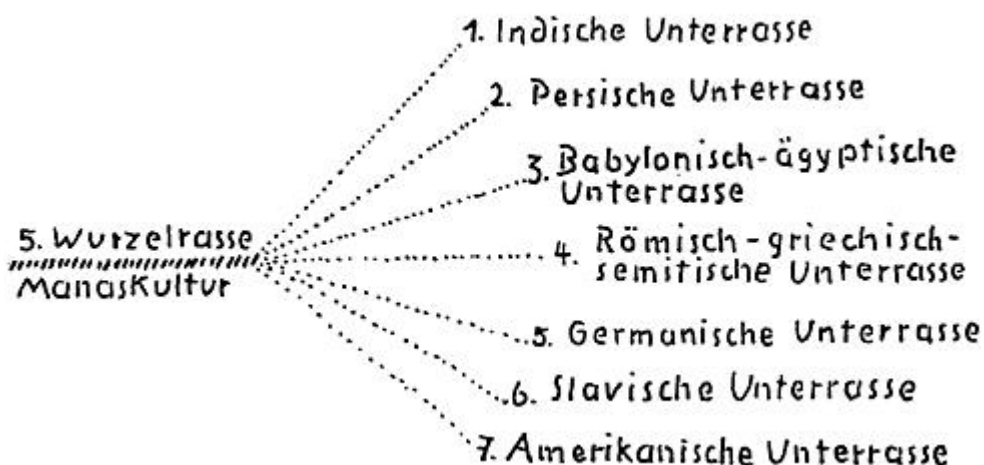 1. Indische Unterrasse
2. Persische Unterrasse
3. Babylonisch-ägyptische
Unterrasse
5. Wurzelrasse
ManasKultur
4. Römisch-griechisch-
semitische Unterrasse
5. Germanische Unterrasse
6. Slavische Unterrasse
7. Amerikanische Unterrasse